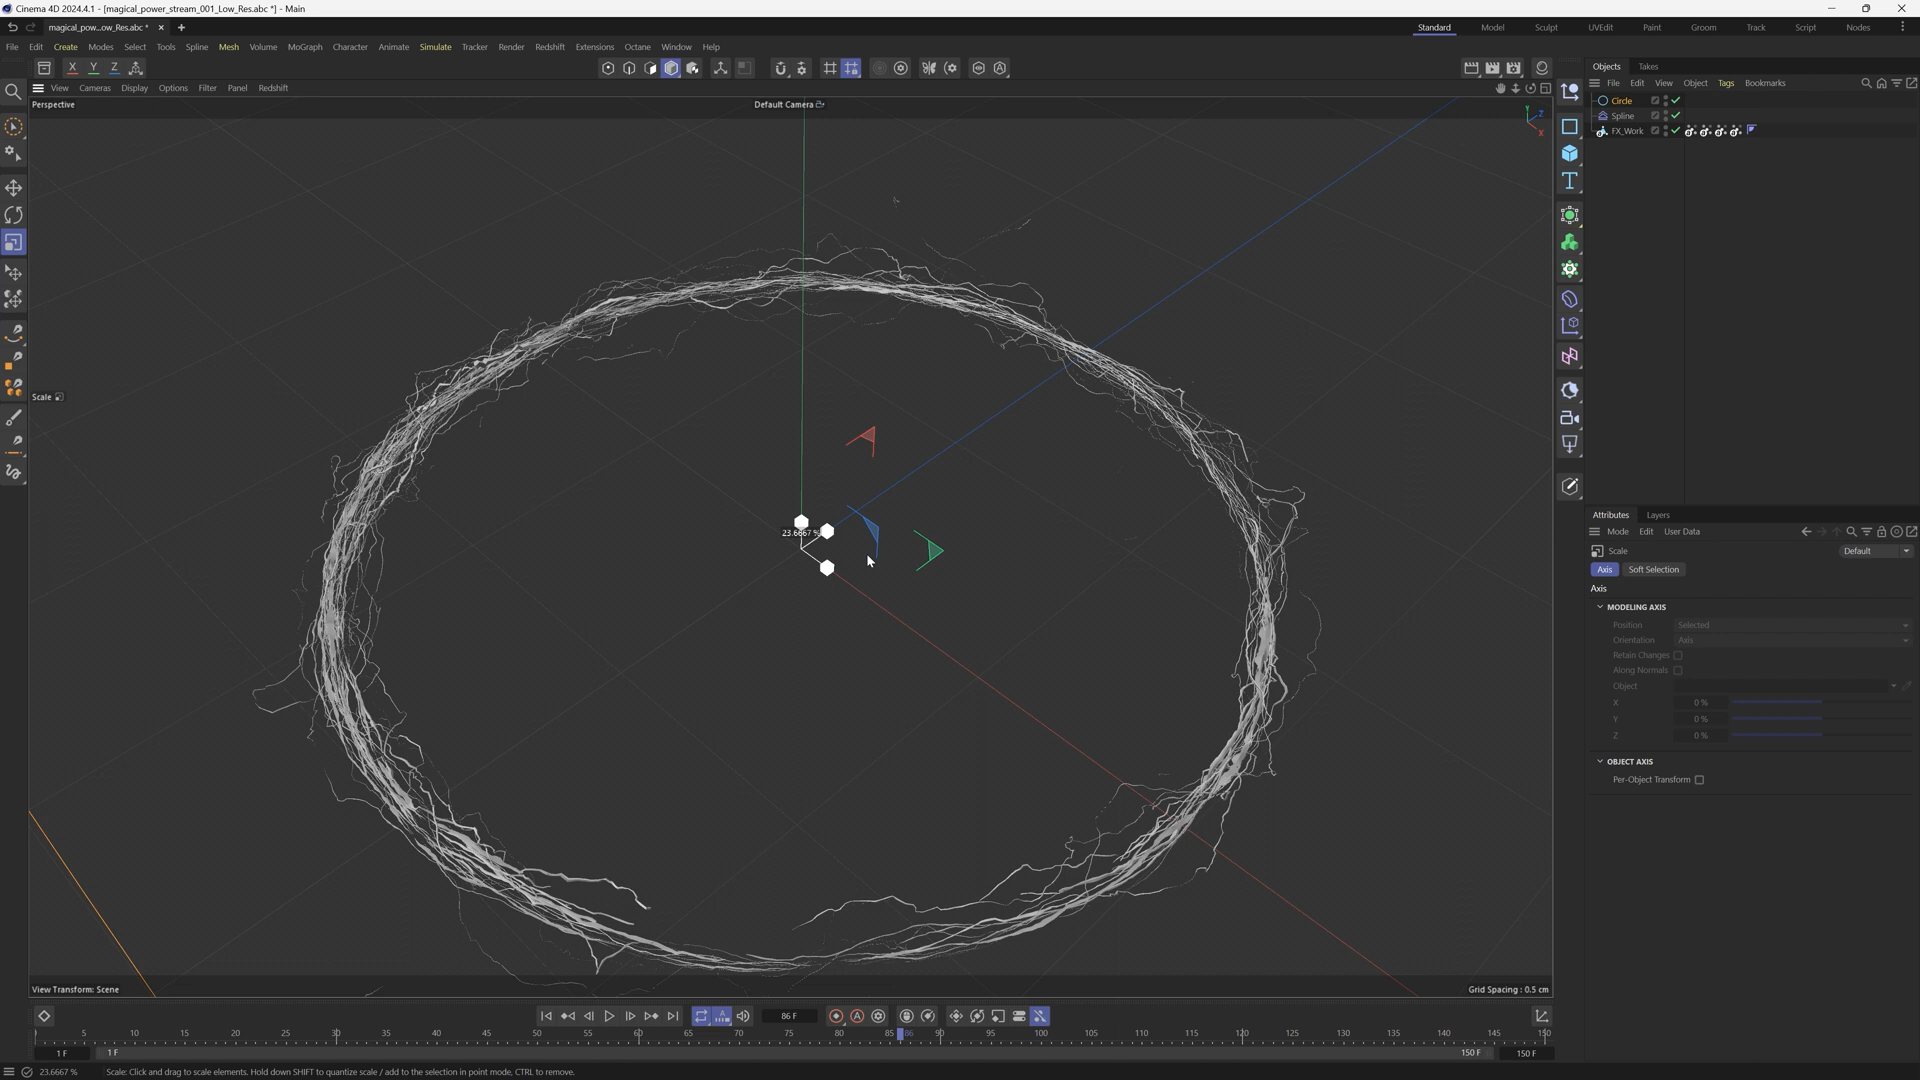 Cinema 4D 2024.4.1 - [magical_power_stream_001_Low_Res.abc *] - Main
magical_pow...ow_Res.abc *
Standard Model Sculpt UVEdit Paint Groom Track Script Nodes
File Edit Create Modes Select Tools Spline Mesh Volume MoGraph Character Animate Simulate Tracker Render Redshift Extensions Octane Window Help
X Y Z
Objects Takes
File Edit View Object Tags Bookmarks
View Cameras Display Options Filter Panel Redshift
Perspective
Default Camera
Y Z X
Circle
Spline
FX_Work
Scale
23.6667 %
Attributes Layers
Mode Edit User Data
Scale
Default
Axis Soft Selection
Axis
MODELING AXIS
Position Selected
Orientation Axis
Retain Changes
Along Normals
Object
X 0 %
Y 0 %
Z 0 %
OBJECT AXIS
Per-Object Transform
View Transform: Scene
Grid Spacing : 0.5 cm
86 F
5 10 15 20 25 30 35 40 45 50 55 60 65 70 75 80 85 86 90 95 100 105 110 115 120 125 130 135 140 145 150
1 F 1 F 150 F 150 F
23.6667 % Scale: Click and drag to scale elements. Hold down SHIFT to quantize scale / add to the selection in point mode, CTRL to remove.